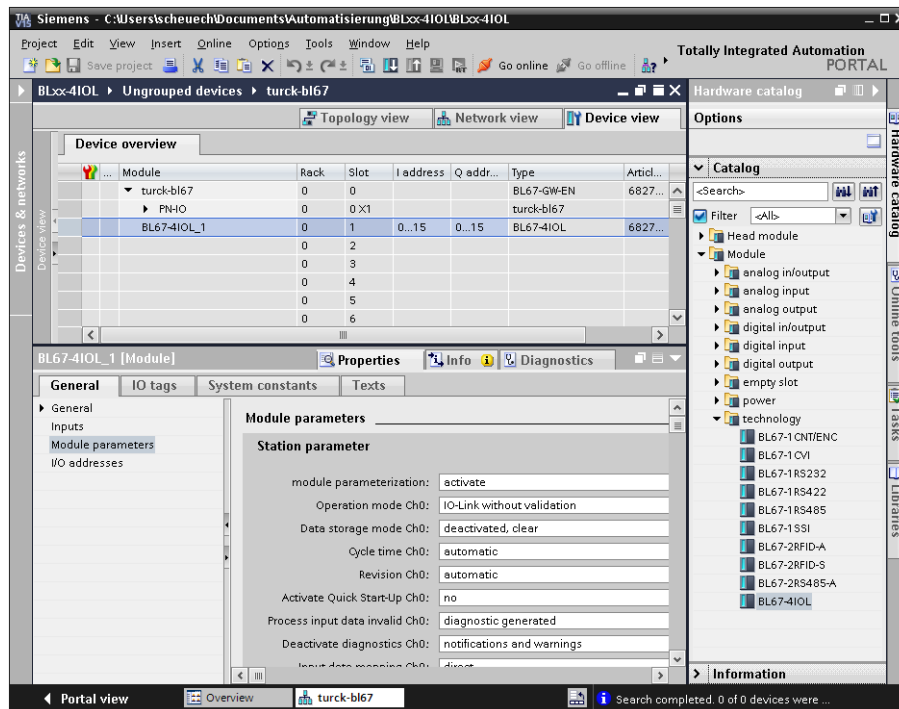 Siemens - C:\Users\scheuech\Documents\Automatisierung\BLxx-4IOL\BLxx-4IOL
Project Edit View Insert Online Options Tools Window Help
Totally Integrated Automation
PORTAL
Save project Go online Go offline
BLxx-4IOL Ungrouped devices turck-bl67
Topology view Network view Device view
Device overview
... Module Rack Slot I address Q addr... Type Articl...
turck-bl67 0 0 BL67-GW-EN 6827...
PN-IO 0 0 X1 turck-bl67
BL67-4IOL_1 0 1 0...15 0...15 BL67-4IOL 6827...
0 2
0 3
0 4
0 5
0 6
Devices & networks
Device view
BL67-4IOL_1 [Module]
Properties Info Diagnostics
General IO tags System constants Texts
General
Inputs
Module parameters
I/O addresses
Module parameters
Station parameter
module parameterization: activate
Operation mode Ch0: IO-Link without validation
Data storage mode Ch0: deactivated, clear
Cycle time Ch0: automatic
Revision Ch0: automatic
Activate Quick Start-Up Ch0: no
Process input data invalid Ch0: diagnostic generated
Deactivate diagnostics Ch0: notifications and warnings
Input data mapping Ch0: direct
Hardware catalog
Options
Catalog
<Search>
Filter <All>
Head module
Module
analog in/output
analog input
analog output
digital in/output
digital input
digital output
empty slot
power
technology
BL67-1CNT/ENC
BL67-1CVI
BL67-1RS232
BL67-1RS422
BL67-1RS485
BL67-1SSI
BL67-2RFID-A
BL67-2RFID-S
BL67-2RS485-A
BL67-4IOL
Information
Hardware catalog
Online tools
Tasks
Libraries
Portal view Overview turck-bl67 Search completed. 0 of 0 devices were ...